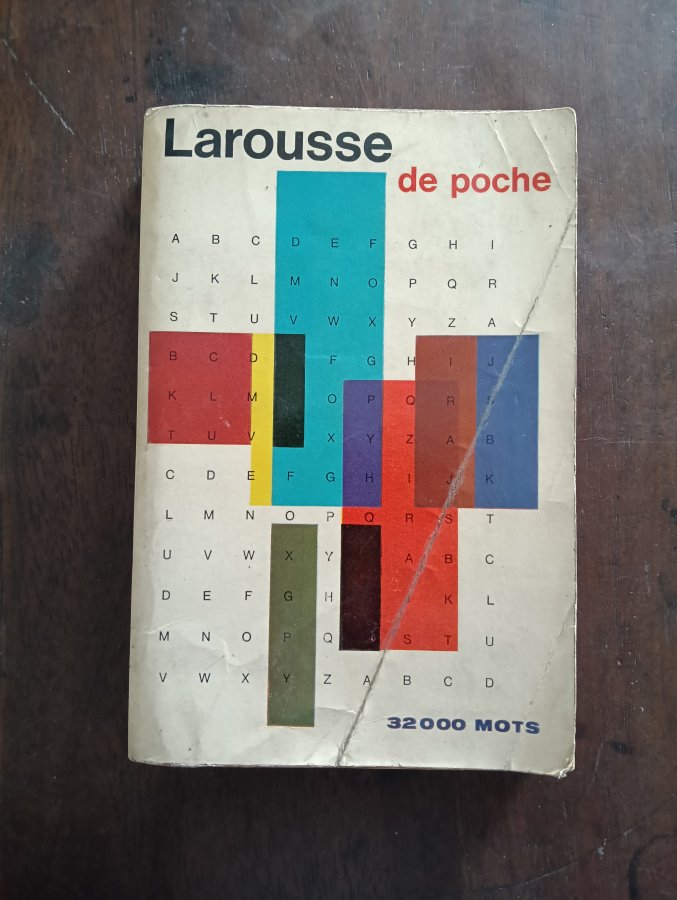 Larousse
de poche
A B C D E F G H I
J K L M N O P Q R
S T U V W X Y Z A
B C D F G H I J
K L M O P Q R S
T U V X Y Z A B
C D E F G H I J K
L M N O P Q R S T
U V W X Y A B C
D E F G H K L
M N O P Q S T U
V W X Y Z A B C D
32000 MOTS